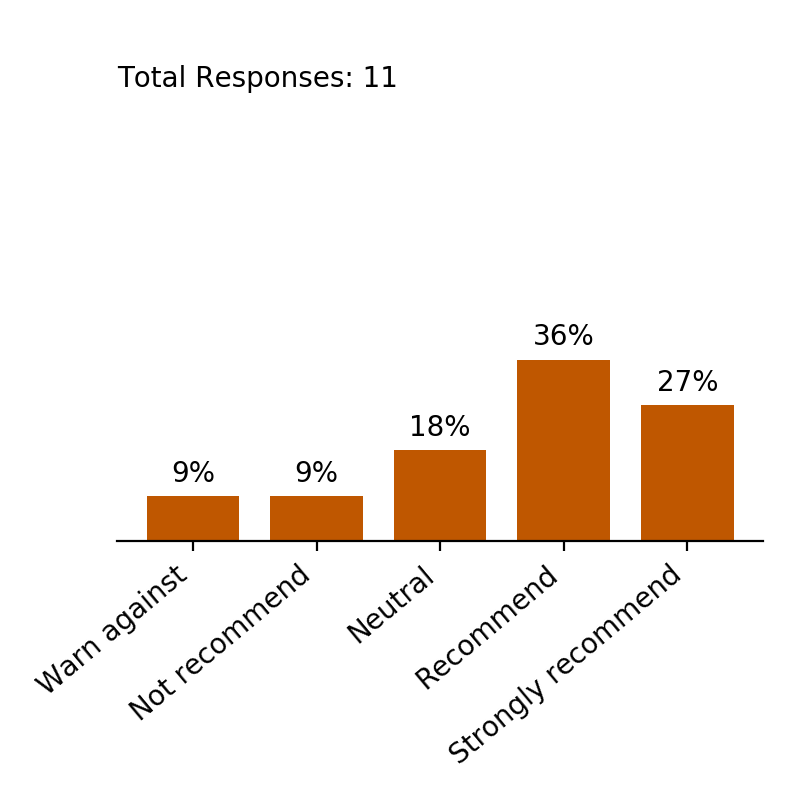 Total Responses: 11
36%
27%
18%
9%
9%
Warn against
Not recommend
Neutral
Recommend
Strongly recommend